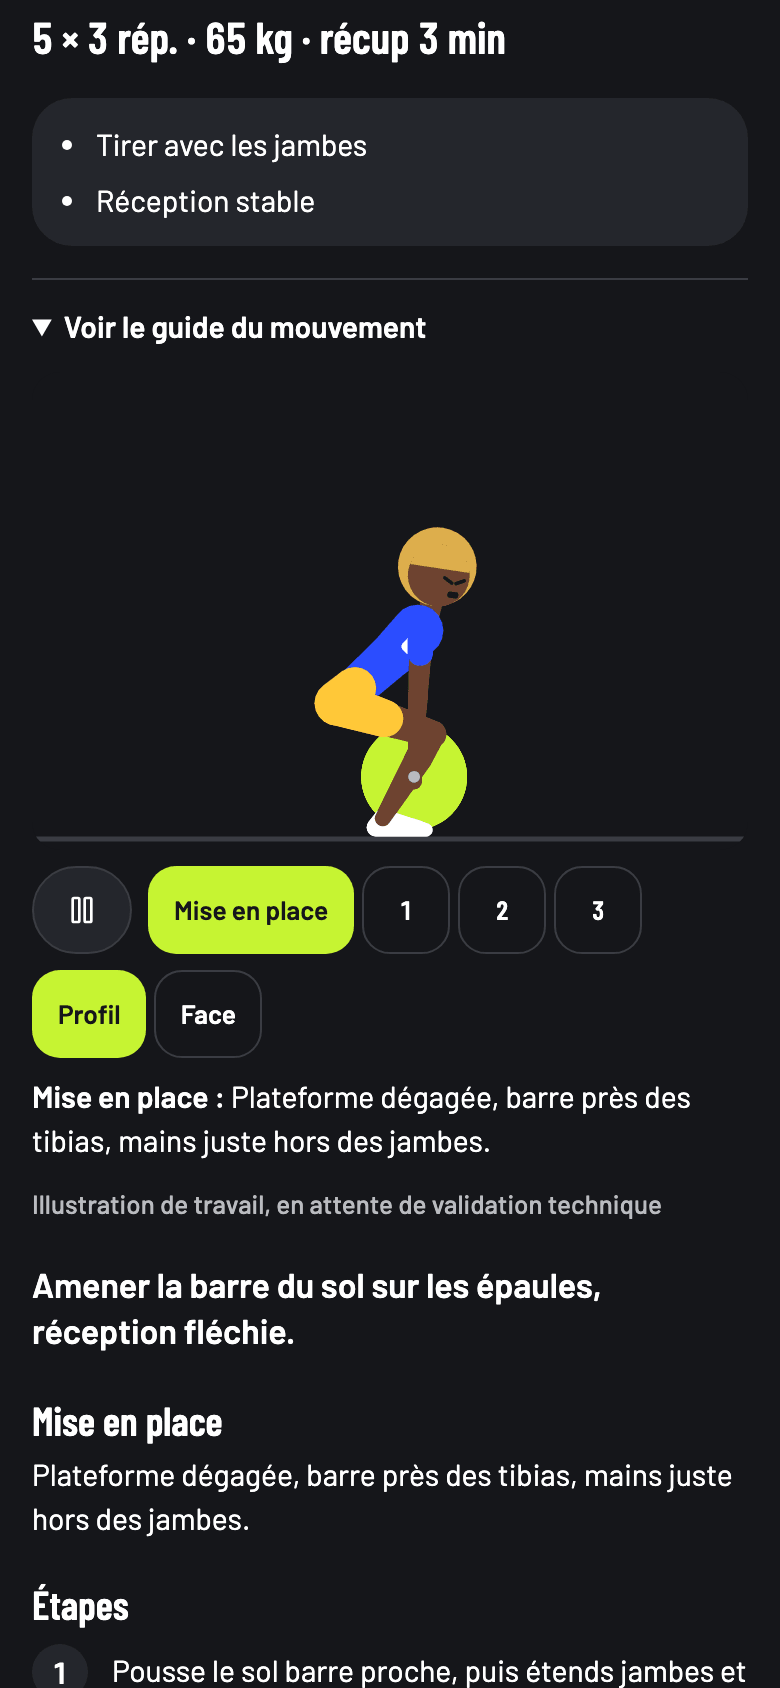 5 × 3 rép. · 65 kg · récup 3 min
• Tirer avec les jambes
• Réception stable
▼ Voir le guide du mouvement
Mise en place 1 2 3
Profil Face
Mise en place : Plateforme dégagée, barre près des
tibias, mains juste hors des jambes.
Illustration de travail, en attente de validation technique
Amener la barre du sol sur les épaules,
réception fléchie.
Mise en place
Plateforme dégagée, barre près des tibias, mains juste
hors des jambes.
Étapes
1 Pousse le sol barre proche, puis étends jambes et